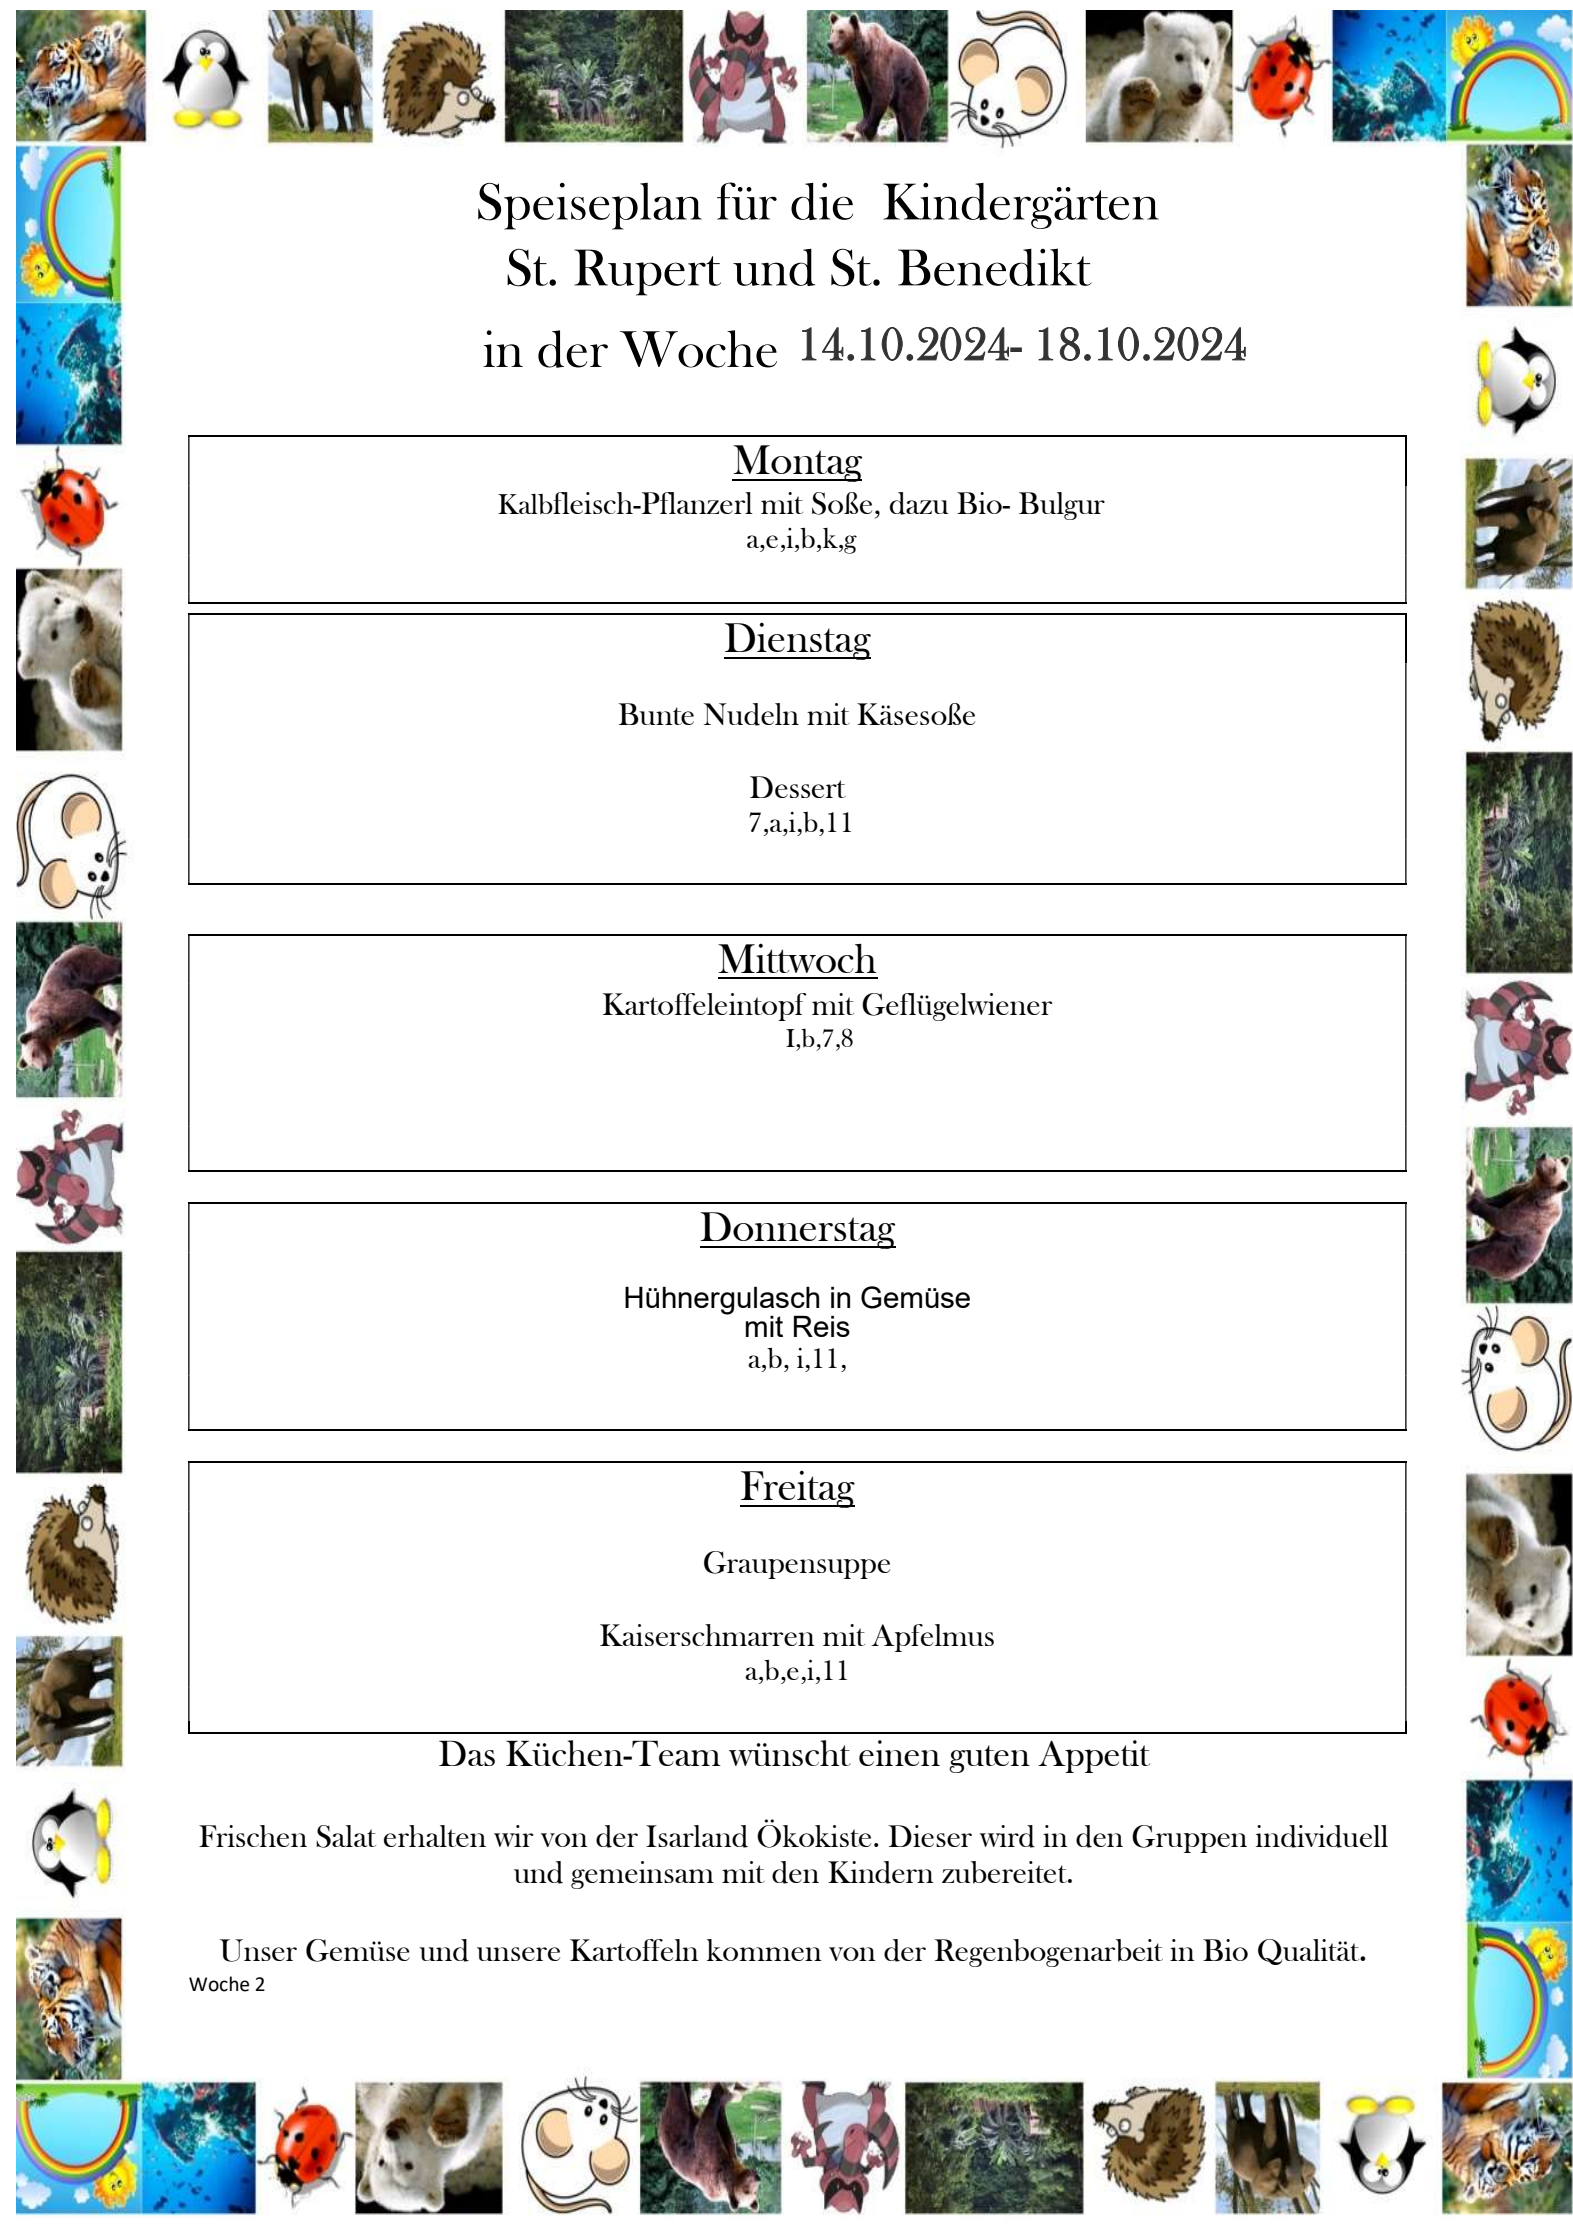 Speiseplan für die Kindergärten
St. Rupert und St. Benedikt
in der Woche 14.10.2024- 18.10.2024
Montag
Kalbfleisch-Pflanzerl mit Soße, dazu Bio- Bulgur
a,e,i,b,k,g
Dienstag
Bunte Nudeln mit Käsesoße
Dessert
7,a,i,b,11
Mittwoch
Kartoffeleintopf mit Geflügelwiener
I,b,7,8
Donnerstag
Hühnergulasch in Gemüse
mit Reis
a,b, i,11,
Freitag
Graupensuppe
Kaiserschmarren mit Apfelmus
a,b,e,i,11
Das Küchen-Team wünscht einen guten Appetit
Frischen Salat erhalten wir von der Isarland Ökokiste. Dieser wird in den Gruppen individuell
und gemeinsam mit den Kindern zubereitet.
Unser Gemüse und unsere Kartoffeln kommen von der Regenbogenarbeit in Bio Qualität.
Woche 2